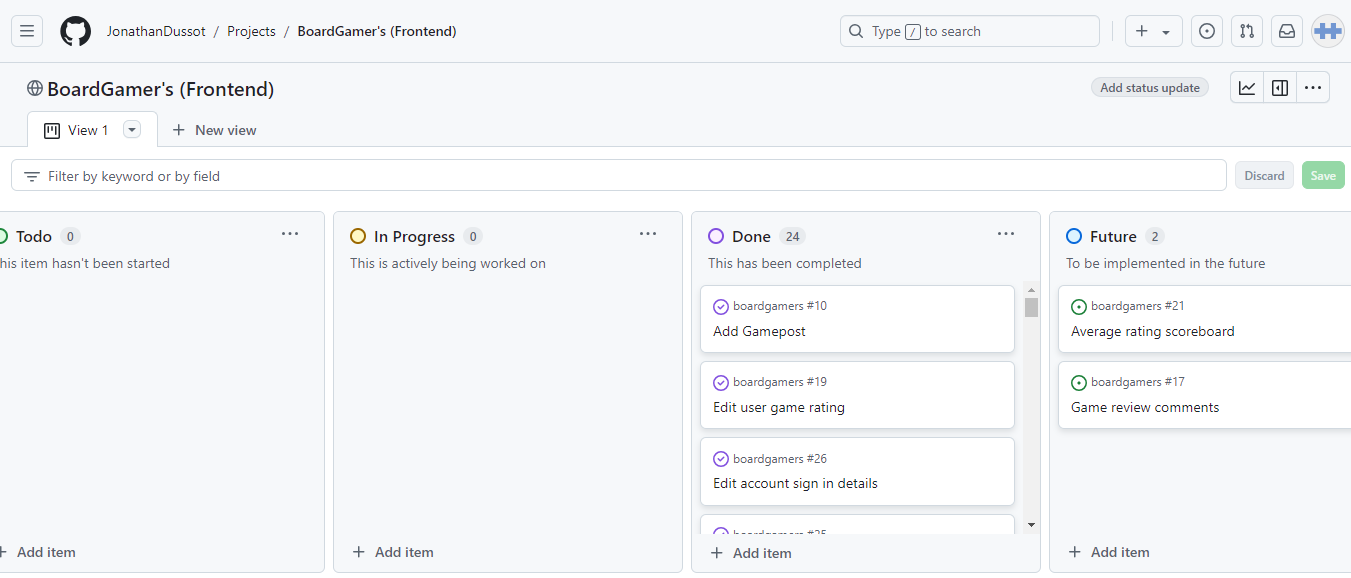 JonathanDussot / Projects / BoardGamer's (Frontend)
Type / to search
BoardGamer's (Frontend)
Add status update
View 1
New view
Filter by keyword or by field
Discard
Save
Todo 0
his item hasn't been started
Add item
In Progress 0
This is actively being worked on
Add item
Done 24
This has been completed
boardgamers #10
Add Gamepost
boardgamers #19
Edit user game rating
boardgamers #26
Edit account sign in details
boardgamers #25
Add item
Future 2
To be implemented in the future
boardgamers #21
Average rating scoreboard
boardgamers #17
Game review comments
Add item